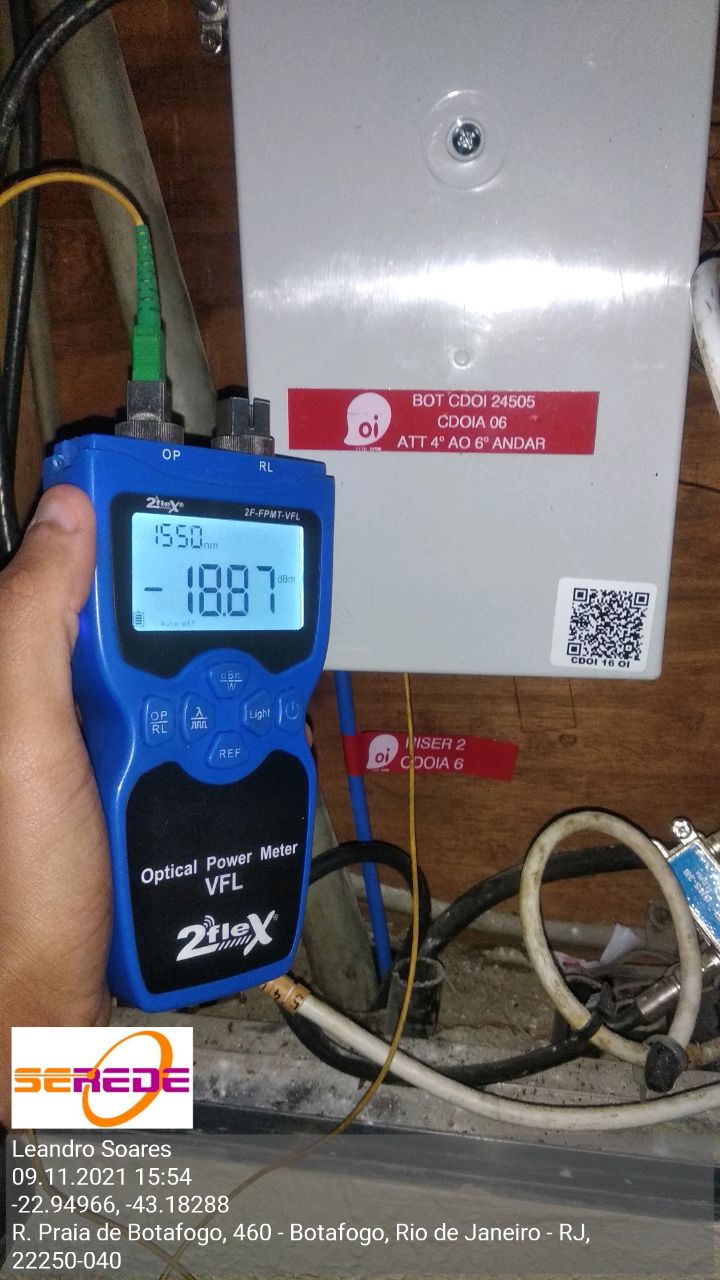 BOT CDOI 24505
CDOIA 06
ATT 4º AO 6º ANDAR
oi
OP
RL
2flex®
2F-FPMT-VFL
1550nm
-18.87 dBm
Auto-off
CDOI 16 OI
dBm
W
OP
RL
λ
Light
REF
oi
RISER 2
CDOIA 6
Optical Power Meter
VFL
2fleX®
5 4
SEREDE
Leandro Soares
09.11.2021 15:54
-22.94966, -43.18288
R. Praia de Botafogo, 460 - Botafogo, Rio de Janeiro - RJ,
22250-040